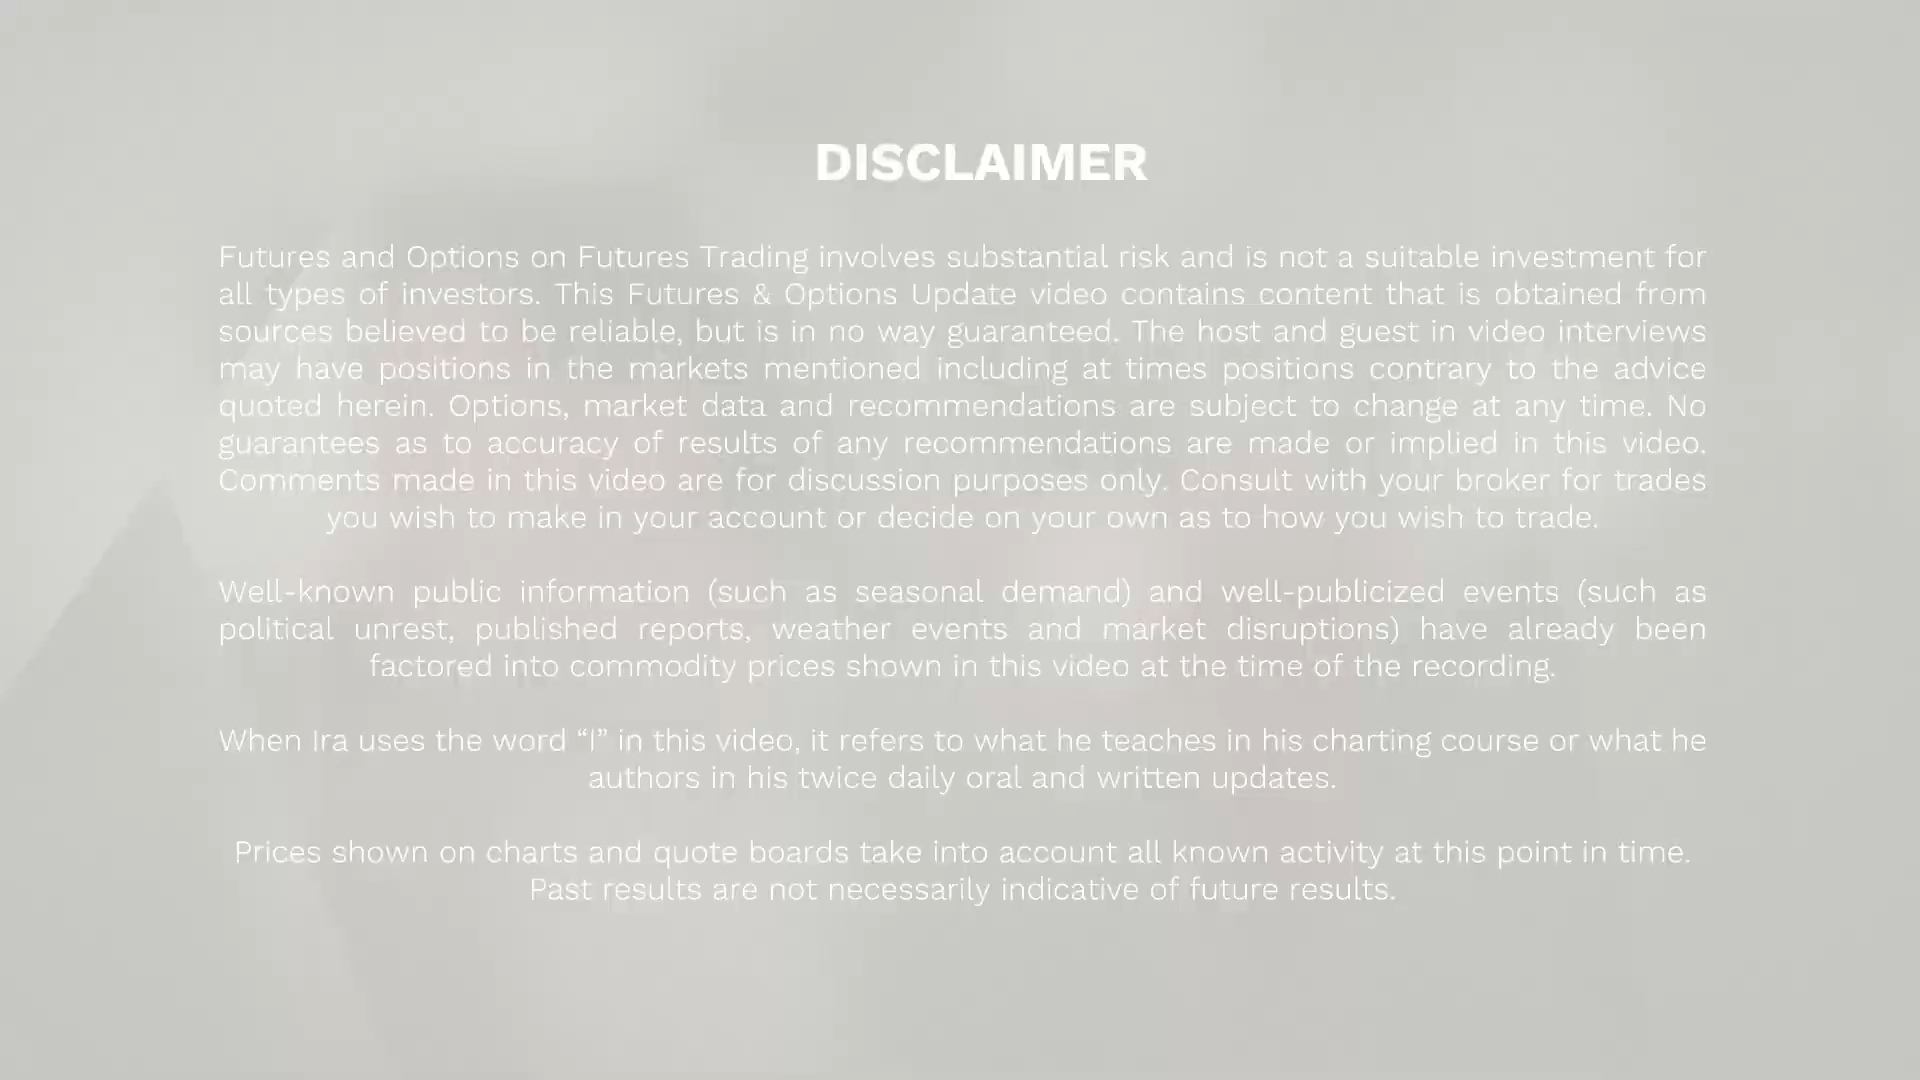 DISCLAIMER
Futures and Options on Futures Trading involves substantial risk and is not a suitable investment for
all types of investors. This Futures & Options Update video contains content that is obtained from
sources believed to be reliable, but is in no way guaranteed. The host and guest in video interviews
may have positions in the markets mentioned including at times positions contrary to the advice
quoted herein. Options, market data and recommendations are subject to change at any time. No
guarantees as to accuracy of results of any recommendations are made or implied in this video.
Comments made in this video are for discussion purposes only. Consult with your broker for trades
you wish to make in your account or decide on your own as to how you wish to trade.
Well-known public information (such as seasonal demand) and well-publicized events (such as
political unrest, published reports, weather events and market disruptions) have already been
factored into commodity prices shown in this video at the time of the recording.
When Ira uses the word “I” in this video, it refers to what he teaches in his charting course or what he
authors in his twice daily oral and written updates.
Prices shown on charts and quote boards take into account all known activity at this point in time.
Past results are not necessarily indicative of future results.